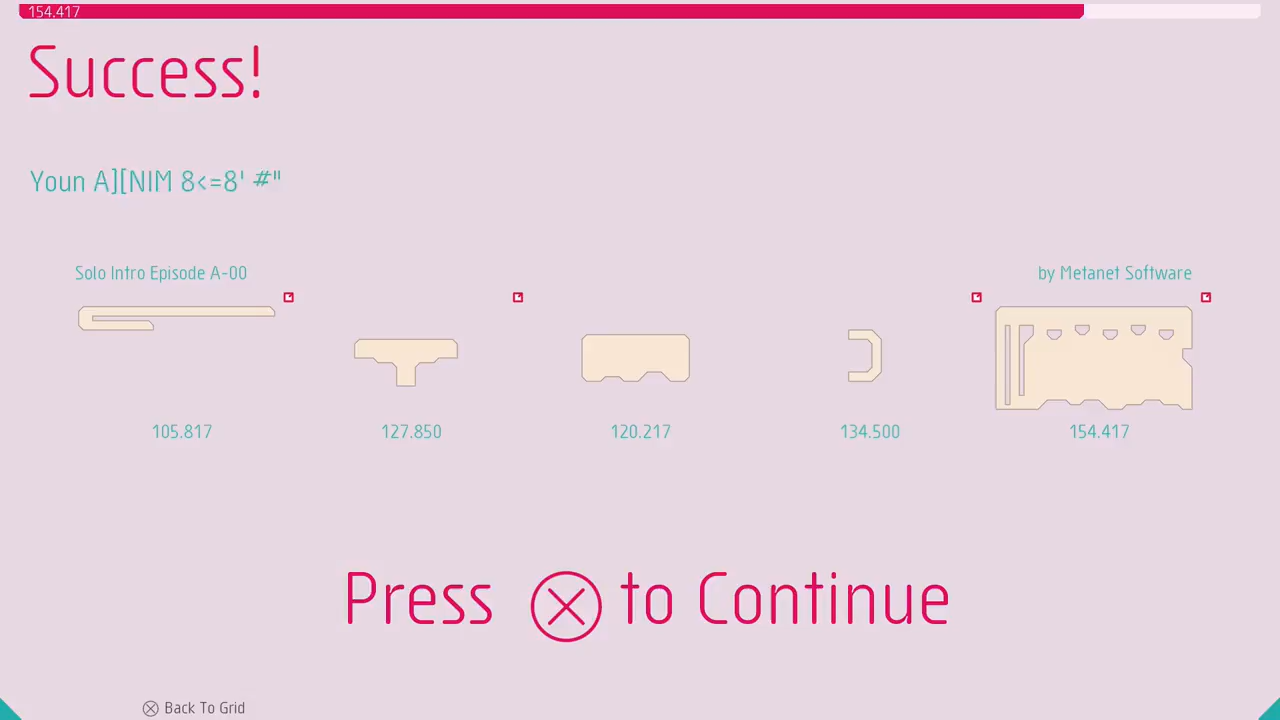 154.417
Success!
Youn A][NIM 8<=8' #"
Solo Intro Episode A-00
by Metanet Software
105.817
127.850
120.217
134.500
154.417
Press to Continue
Back To Grid